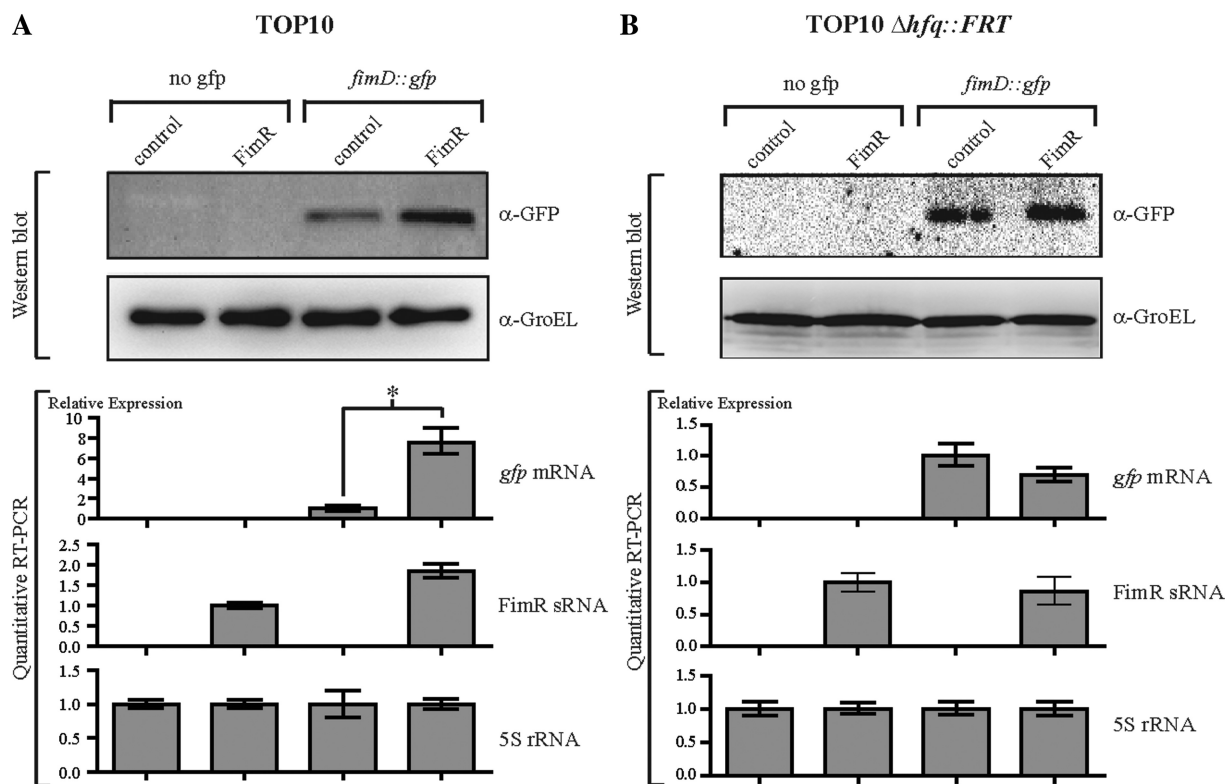 A
TOP10
no gfp
fimD::gfp
control
FimR
control
FimR
Western blot
α-GFP
α-GroEL
Quantitative RT-PCR
Relative Expression
10
8
6
4
2
0
gfp mRNA
*
2.5
2.0
1.5
1.0
0.5
0.0
FimR sRNA
1.5
1.0
0.5
0.0
5S rRNA
B
TOP10 Δhfq::FRT
no gfp
fimD::gfp
control
FimR
control
FimR
Western blot
α-GFP
α-GroEL
Quantitative RT-PCR
Relative Expression
1.5
1.0
0.5
0.0
gfp mRNA
1.5
1.0
0.5
0.0
FimR sRNA
1.5
1.0
0.5
0.0
5S rRNA